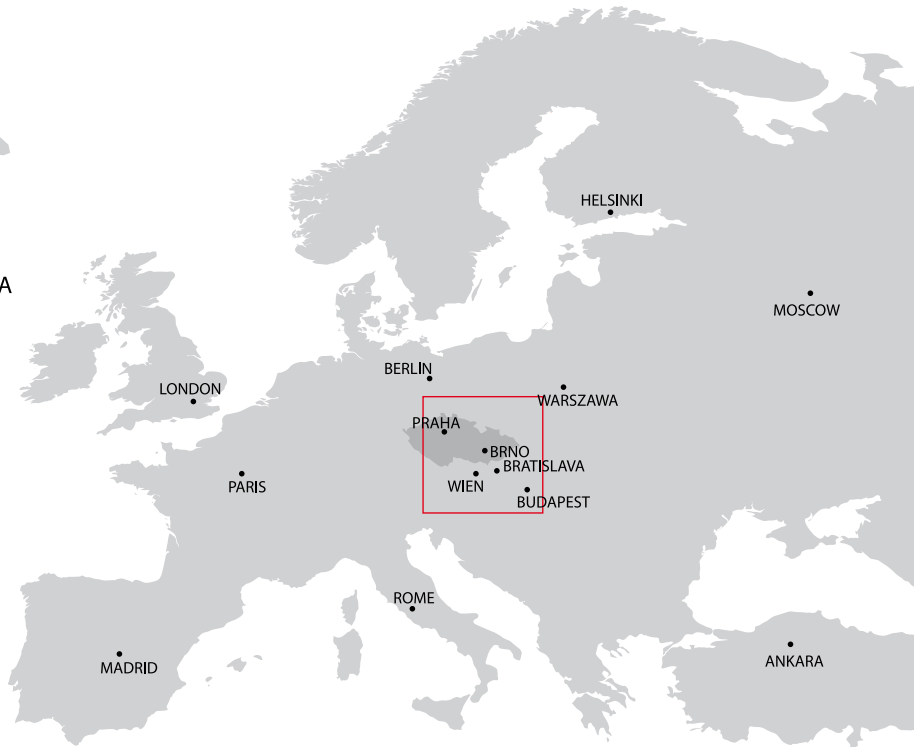 HELSINKI
A
MOSCOW
BERLIN
LONDON
WARSZAWA
PRAHA
BRNO
BRATISLAVA
WIEN
PARIS
BUDAPEST
ROME
MADRID
ANKARA